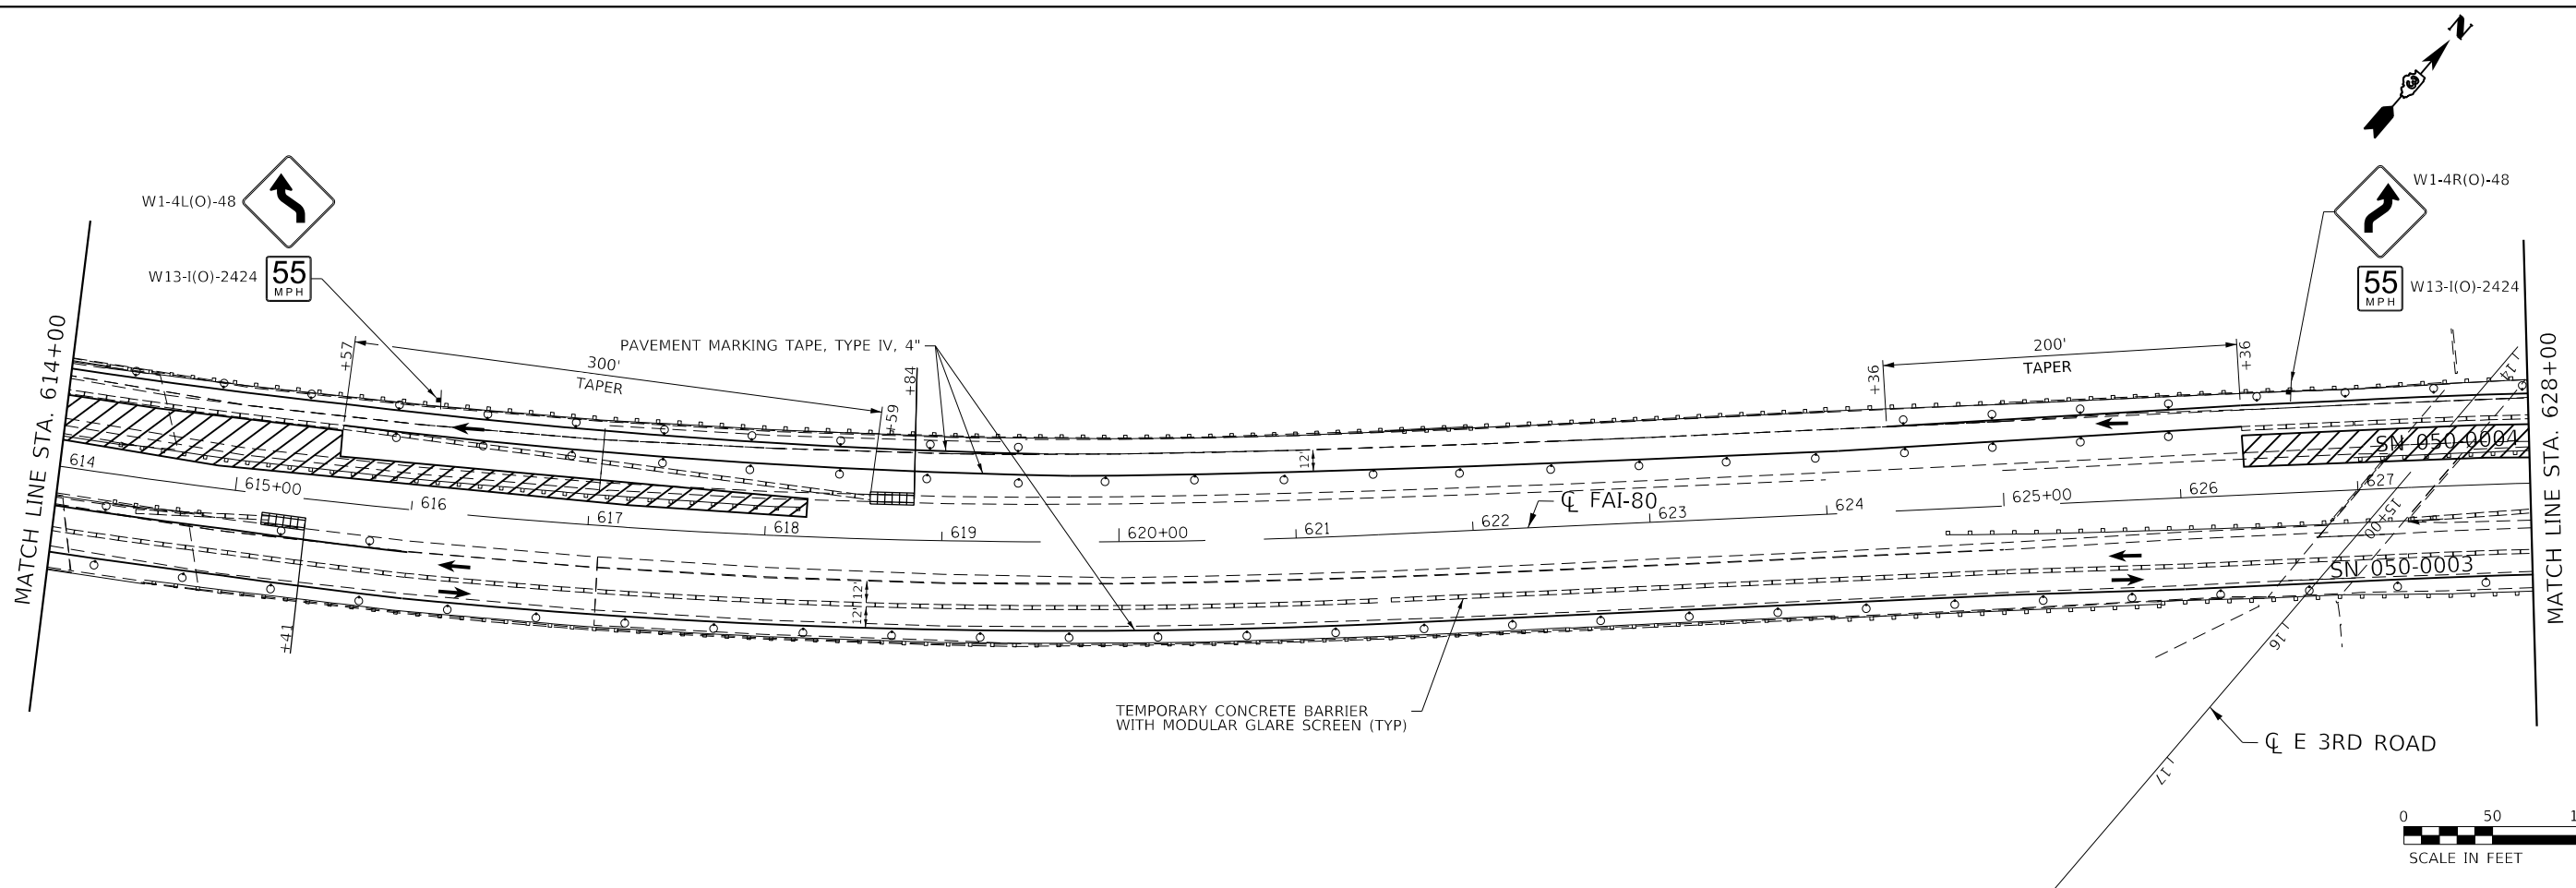 N
3
W1-4L(O)-48
W13-I(O)-2424
55
MPH
W1-4R(O)-48
55
MPH
W13-I(O)-2424
MATCH LINE STA. 614+00
MATCH LINE STA. 628+00
+57
300'
TAPER
PAVEMENT MARKING TAPE, TYPE IV, 4"
+84
+59
+36
200'
TAPER
+36
14
SN 050-0004
12'
614
615+00
616
617
618
619
620+00
621
622
℄ FAI-80
623
624
625+00
626
627
15+00
SN 050-0003
12'
12'
+41
16
17
TEMPORARY CONCRETE BARRIER
WITH MODULAR GLARE SCREEN (TYP)
℄ E 3RD ROAD
0
50
SCALE IN FEET